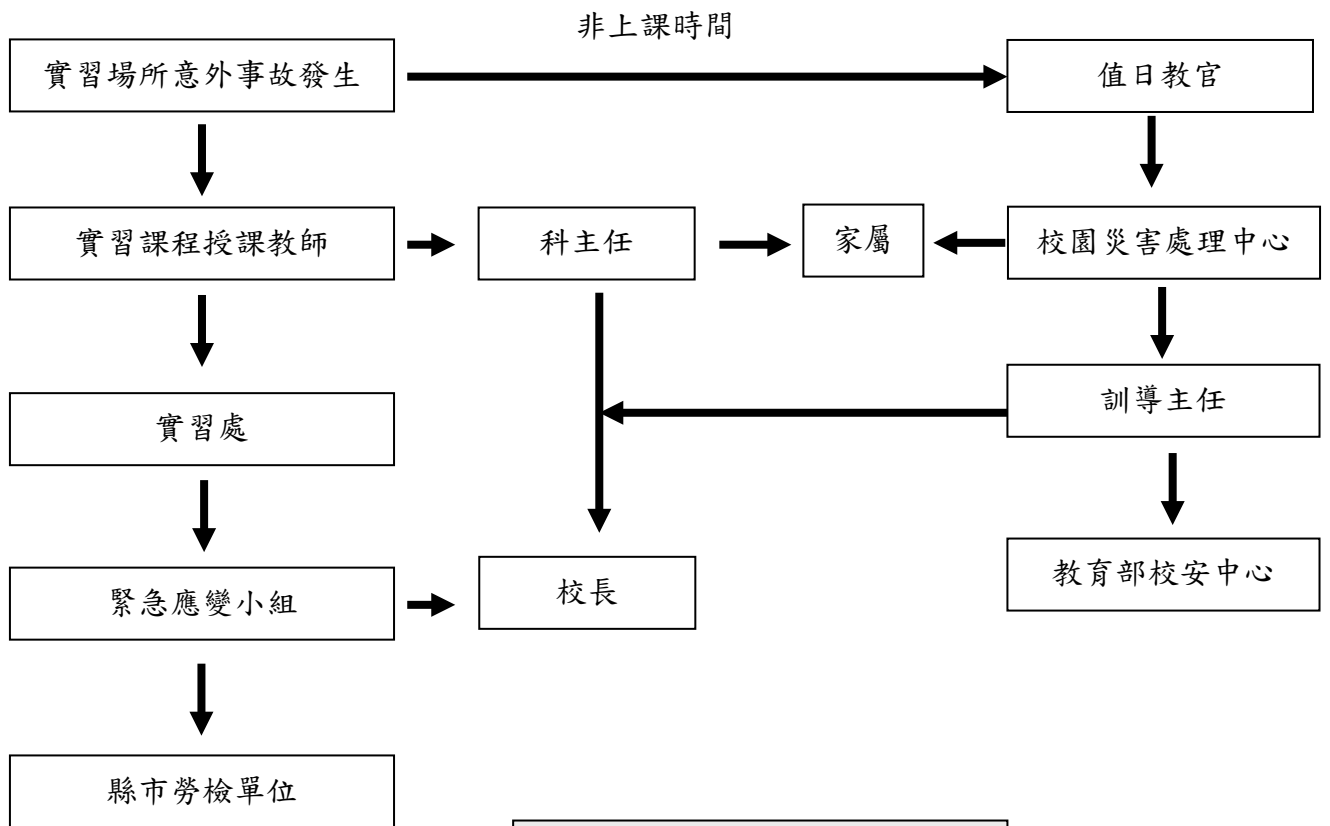 非上課時間
實習場所意外事故發生
值日教官
實習課程授課教師
科主任
家屬
校園災害處理中心
訓導主任
實習處
教育部校安中心
緊急應變小組
校長
縣市勞檢單位